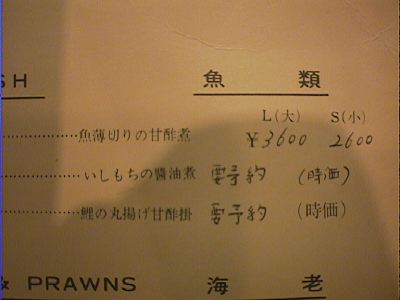 SH 魚類
L(大) S(小)
魚薄切りの甘酢煮 ¥3600 2600
いしもちの醬油煮 要予約 (時価)
鯉の丸揚げ甘酢掛 要予約 (時価)
& PRAWNS 海老